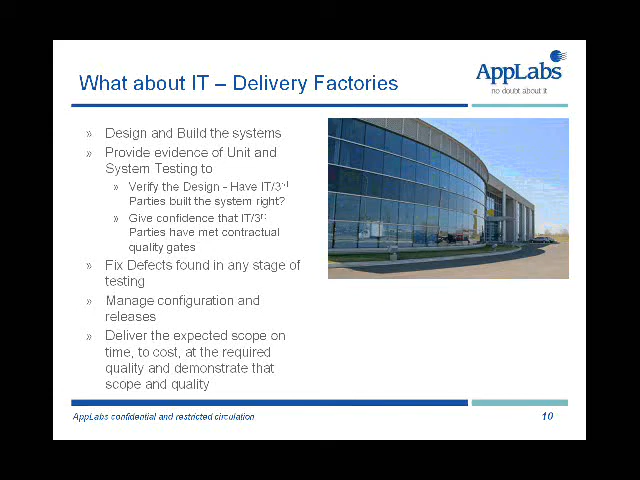 What about IT – Delivery Factories
AppLabs
no doubt about it
» Design and Build the systems
» Provide evidence of Unit and
System Testing to
» Verify the Design - Have IT/3rd
Parties built the system right?
» Give confidence that IT/3rd
Parties have met contractual
quality gates
» Fix Defects found in any stage of
testing
» Manage configuration and
releases
» Deliver the expected scope on
time, to cost, at the required
quality and demonstrate that
scope and quality
AppLabs confidential and restricted circulation
10